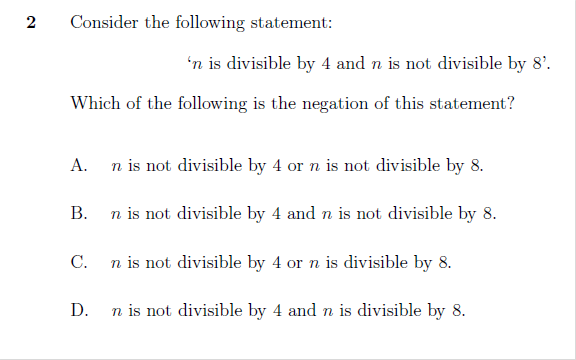 2 Consider the following statement:
‘n is divisible by 4 and n is not divisible by 8’.
Which of the following is the negation of this statement?
A. n is not divisible by 4 or n is not divisible by 8.
B. n is not divisible by 4 and n is not divisible by 8.
C. n is not divisible by 4 or n is divisible by 8.
D. n is not divisible by 4 and n is divisible by 8.